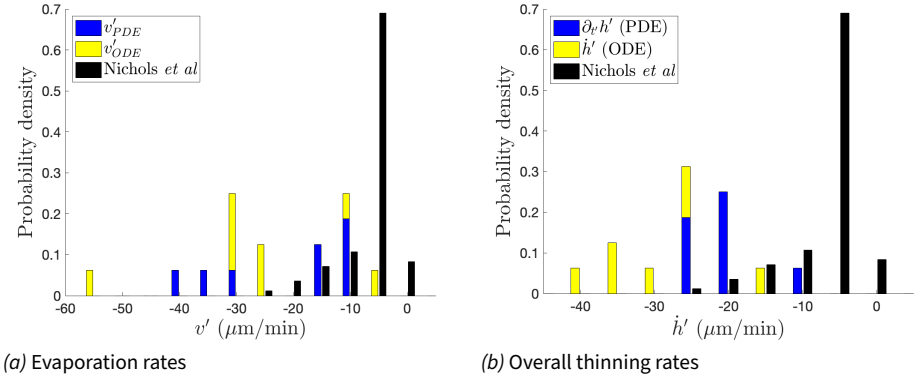 0.7
0.6
0.5
0.4
0.3
0.2
0.1
0
Probability density
v′PDE
v′ODE
Nichols et al
-60 -50 -40 -30 -20 -10 0
v′ (μm/min)
(a) Evaporation rates
0.7
0.6
0.5
0.4
0.3
0.2
0.1
0
Probability density
∂t′h′ (PDE)
ḣ′ (ODE)
Nichols et al
-40 -30 -20 -10 0
ḣ′ (μm/min)
(b) Overall thinning rates